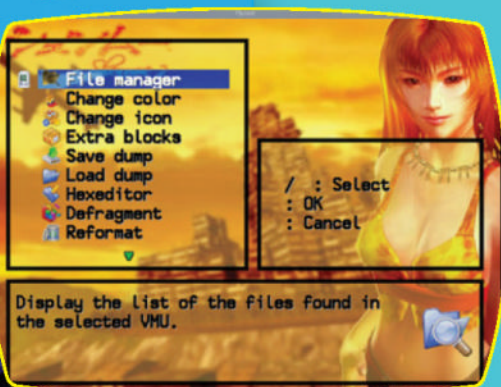 File manager
Change color
Change icon
Extra blocks
Save dump
Load dump
Hexeditor
Defragment
Reformat
/ : Select
: OK
: Cancel
Display the list of the files found in
the selected VMU.